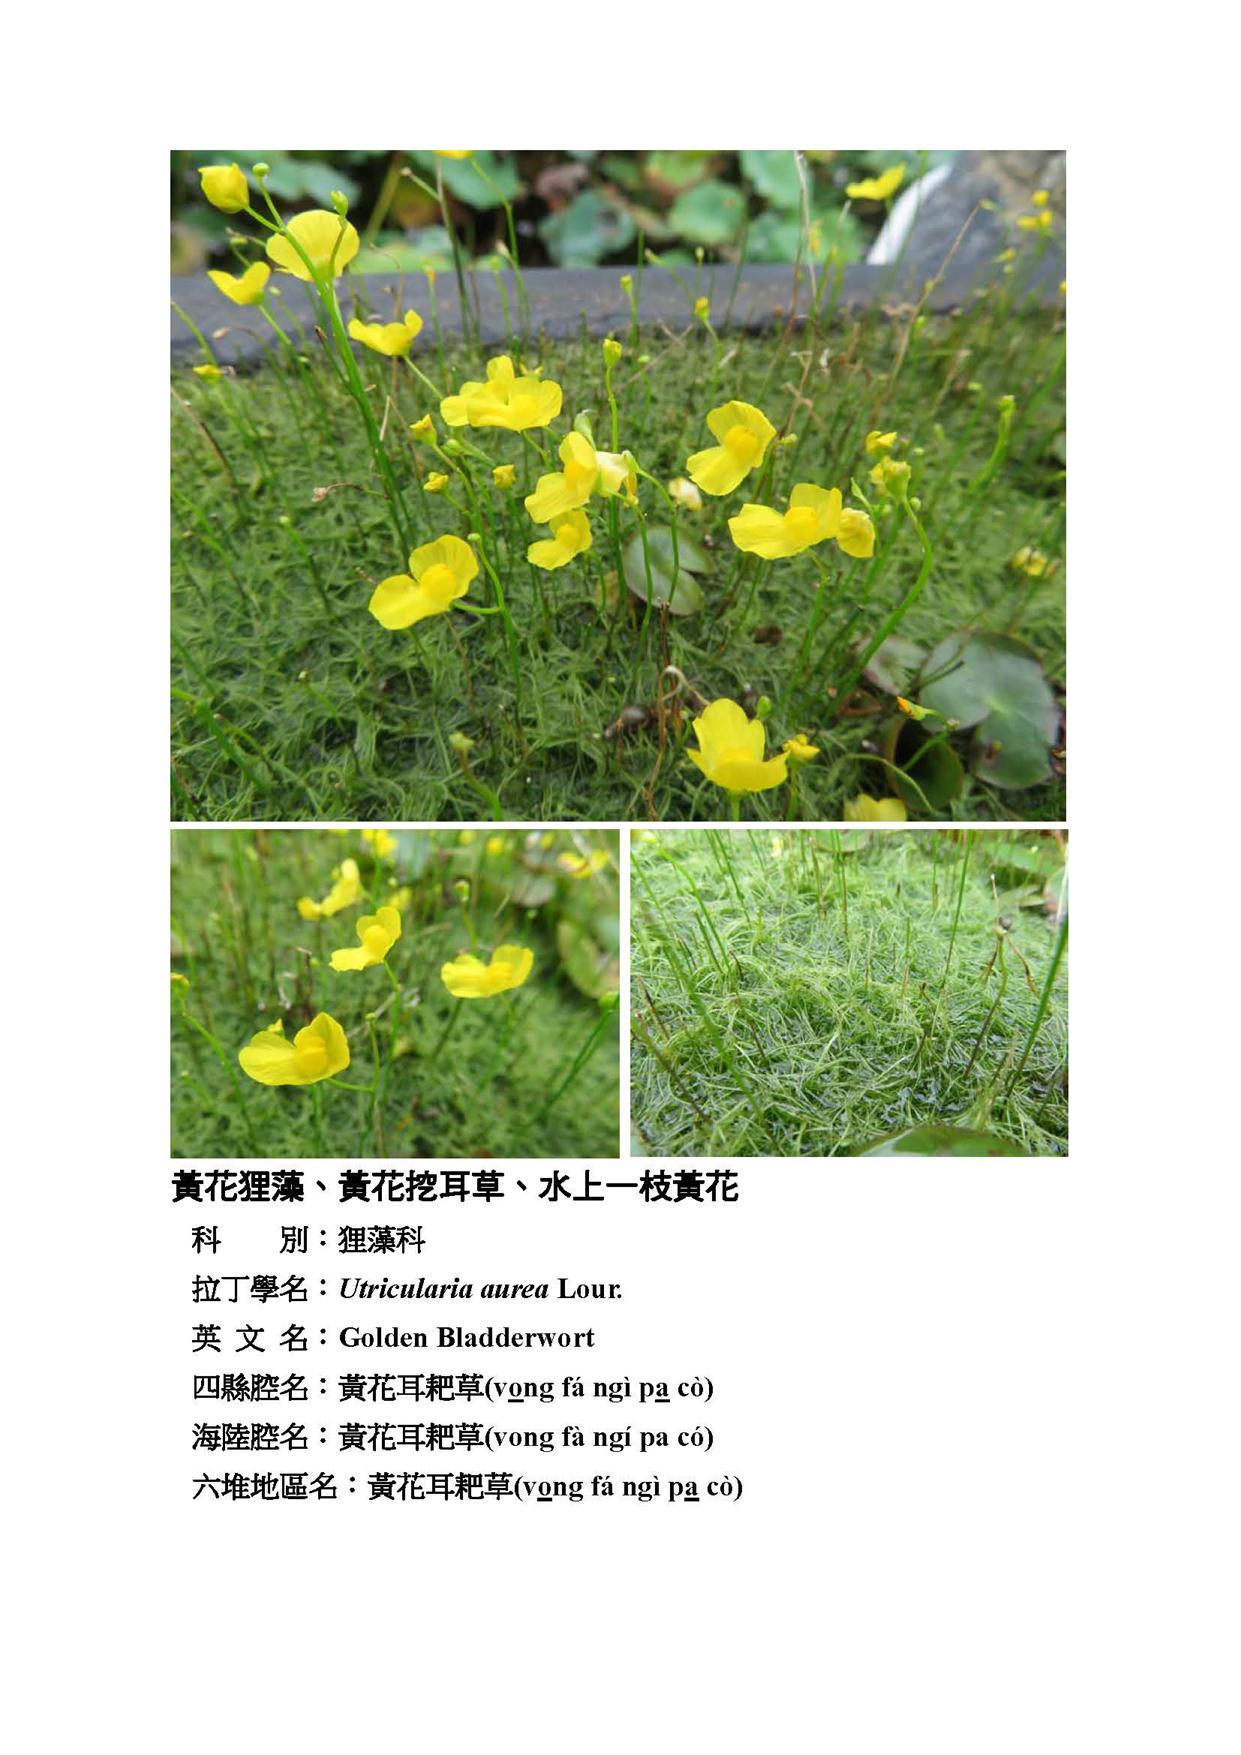 黃花狸藻、黃花挖耳草、水上一枝黃花
科　　別：狸藻科
拉丁學名：Utricularia aurea Lour.
英 文 名：Golden Bladderwort
四縣腔名：黃花耳耙草(vong fá ngì pa cò)
海陸腔名：黃花耳耙草(vong fà ngí pa có)
六堆地區名：黃花耳耙草(vong fá ngì pa cò)